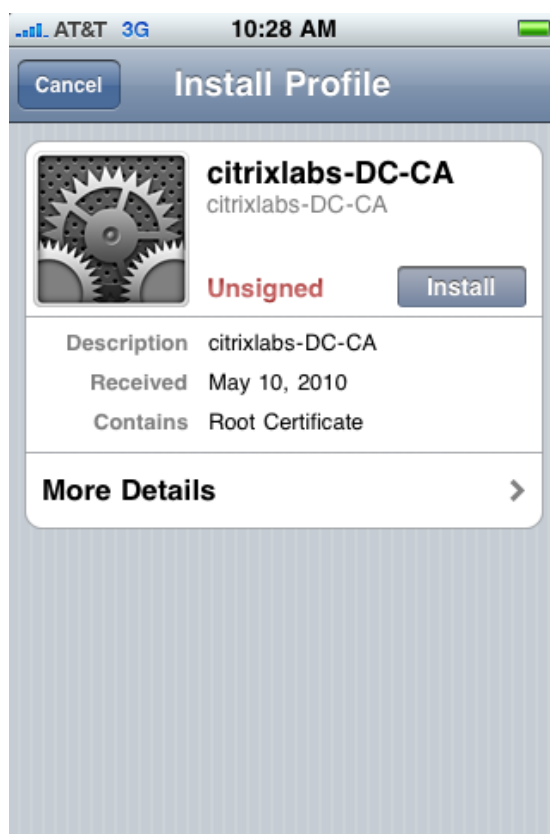 AT&T 3G 10:28 AM
Cancel Install Profile
citrixlabs-DC-CA
citrixlabs-DC-CA
Unsigned Install
Description citrixlabs-DC-CA
Received May 10, 2010
Contains Root Certificate
More Details